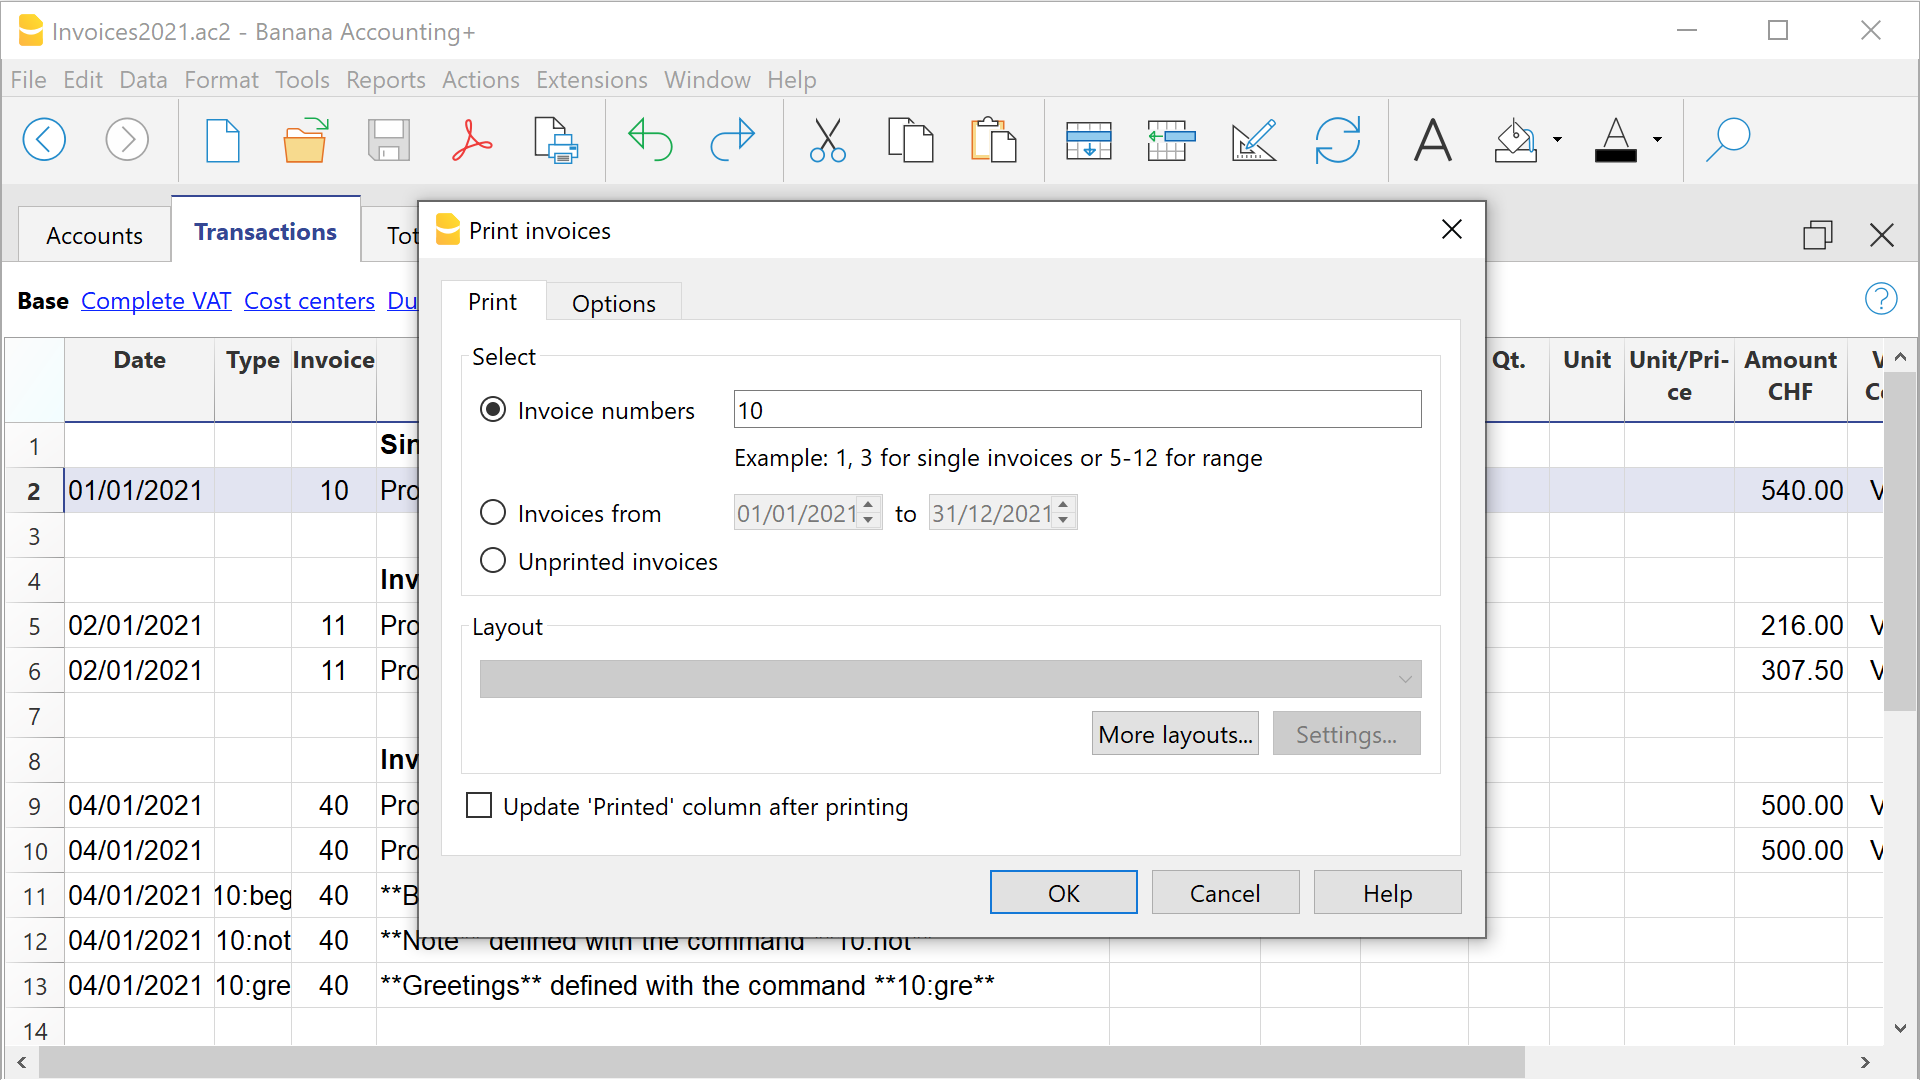 Invoices2021.ac2 - Banana Accounting+
File Edit Data Format Tools Reports Actions Extensions Window Help
Accounts Transactions Tot
Base Complete VAT Cost centers Du
Print invoices
Print Options
Select
Invoice numbers 10
Example: 1, 3 for single invoices or 5-12 for range
Invoices from 01/01/2021 to 31/12/2021
Unprinted invoices
Layout
More layouts... Settings...
Update 'Printed' column after printing
OK Cancel Help
Date Type Invoice Qt. Unit Unit/Pri- Amount V
ce CHF Co
1 Sin
2 01/01/2021 10 Pro 540.00 V
3
4 Inv
5 02/01/2021 11 Pro 216.00 V
6 02/01/2021 11 Pro 307.50 V
7
8 Inv
9 04/01/2021 40 Pro 500.00 V
10 04/01/2021 40 Pro 500.00 V
11 04/01/2021 10:beg 40 **B
12 04/01/2021 10:not 40 **Note** defined with the command **10:not**
13 04/01/2021 10:gre 40 **Greetings** defined with the command **10:gre**
14